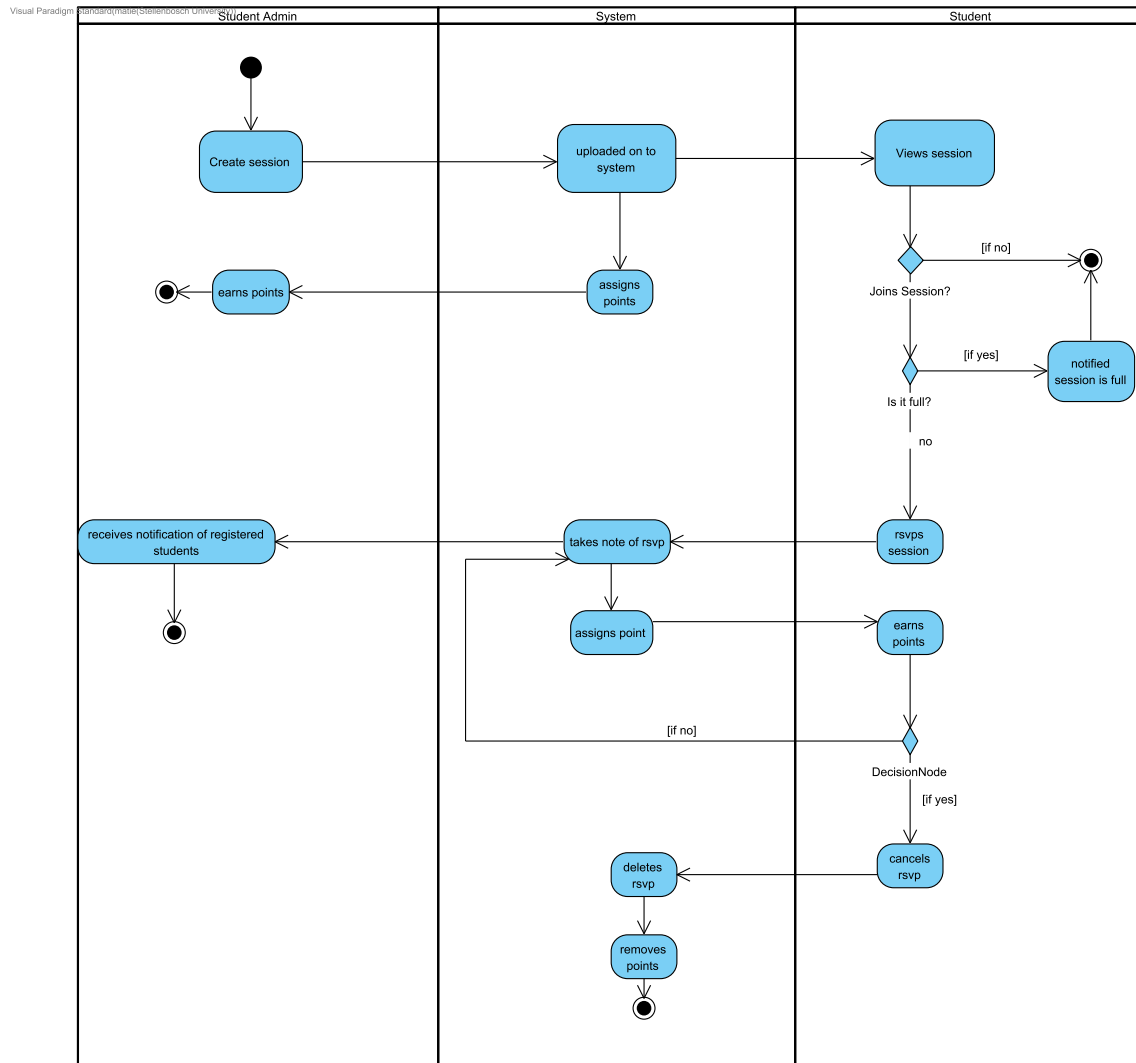 Visual Paradigm Standard(matie(Stellenbosch University))
Student Admin
System
Student
Create session
uploaded on to
system
Views session
[if no]
Joins Session?
earns points
assigns
points
[if yes]
notified
session is full
Is it full?
no
receives notification of registered
students
takes note of rsvp
rsvps
session
assigns point
earns
points
[if no]
DecisionNode
[if yes]
cancels
rsvp
deletes
rsvp
removes
points